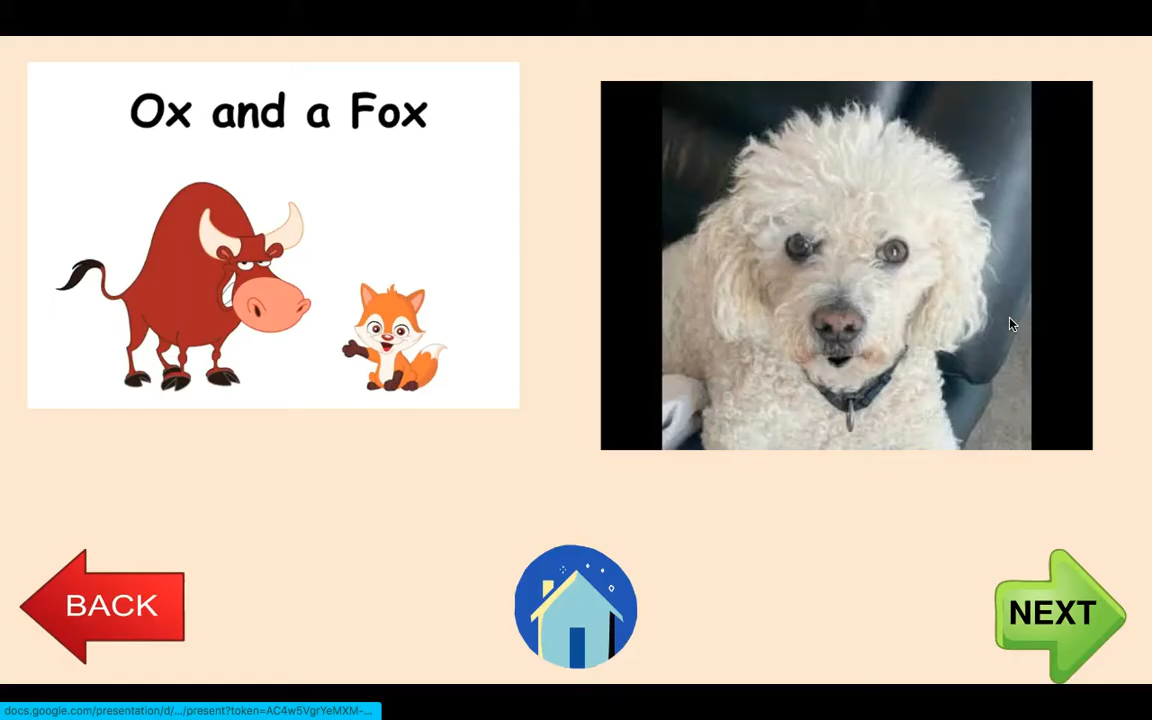 Ox and a Fox
BACK
NEXT
docs.google.com/presentation/d/.../present?token=AC4w5VgrYeMXM-...